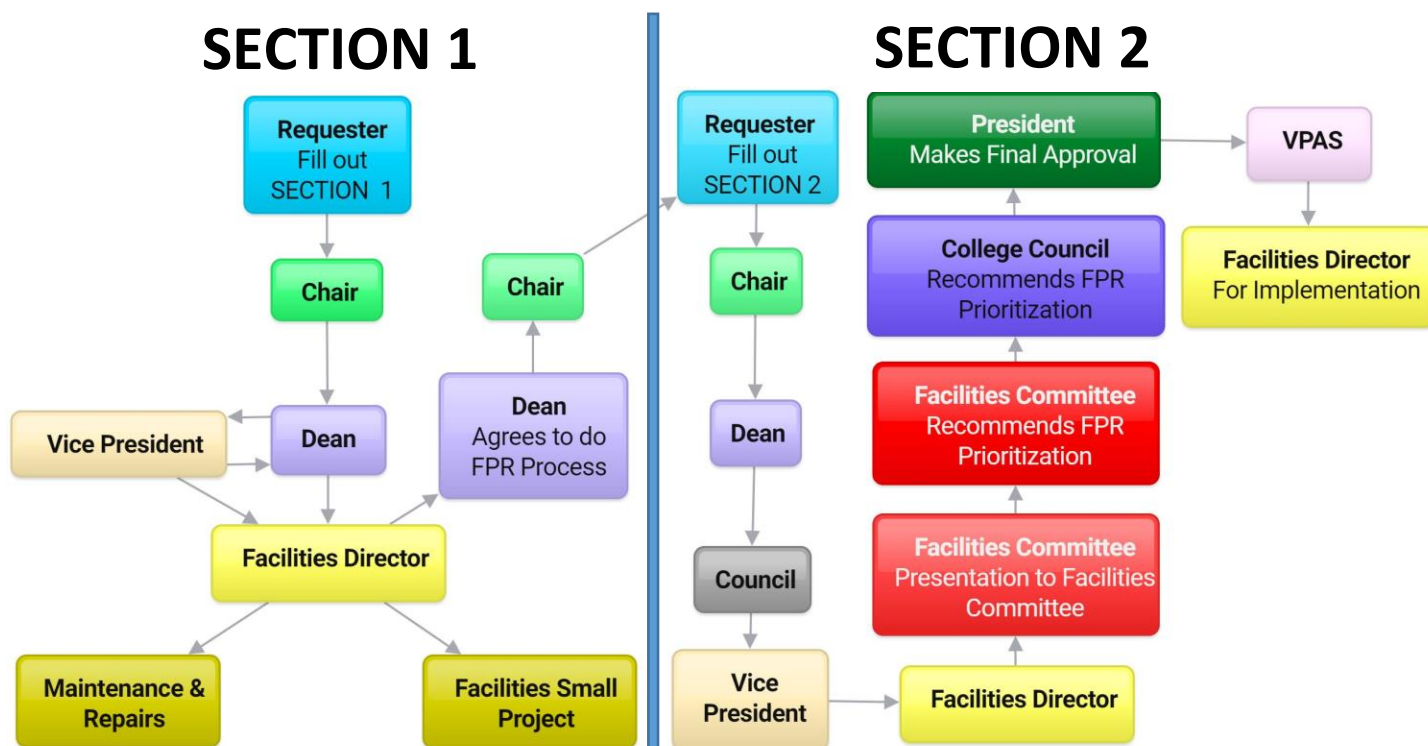 SECTION 1
Requester
Fill out
SECTION 1
Chair
Dean
Vice President
Facilities Director
Maintenance &
Repairs
Facilities Small
Project
Dean
Agrees to do
FPR Process
Chair
SECTION 2
Requester
Fill out
SECTION 2
Chair
Dean
Council
Vice
President
Facilities Director
Facilities Committee
Presentation to Facilities
Committee
Facilities Committee
Recommends FPR
Prioritization
College Council
Recommends FPR
Prioritization
President
Makes Final Approval
VPAS
Facilities Director
For Implementation